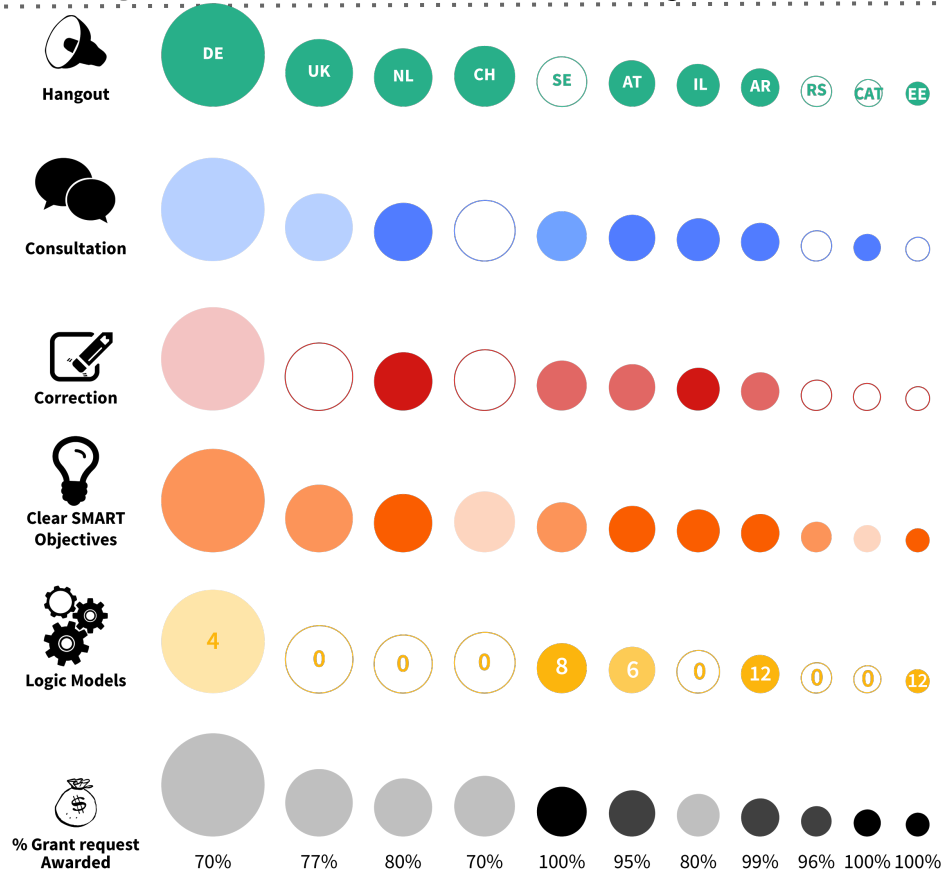 DE UK NL CH SE AT IL AR RS CAT EE
Hangout
Consultation
Correction
Clear SMART
Objectives
4 0 0 0 8 6 0 12 0 0 12
Logic Models
$
% Grant request
Awarded
70% 77% 80% 70% 100% 95% 80% 99% 96% 100% 100%